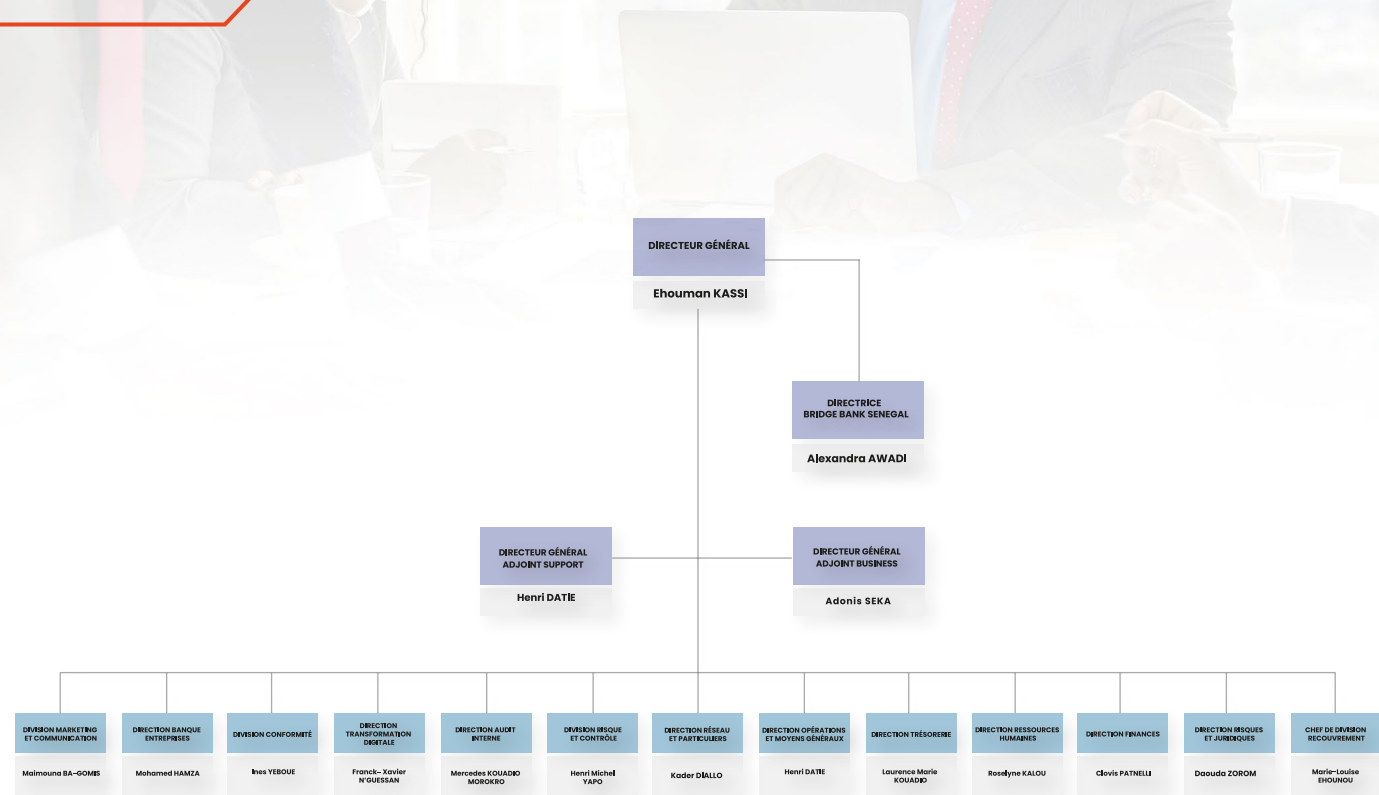 DIRECTEUR GÉNÉRAL
Ehouman KASSI
DIRECTRICE
BRIDGE BANK SENEGAL
Alexandra AWADI
DIRECTEUR GÉNÉRAL
ADJOINT SUPPORT
Henri DATIE
DIRECTEUR GÉNÉRAL
ADJOINT BUSINESS
Adonis SEKA
DIVISION MARKETING
ET COMMUNICATION
Maimouna BA-GOMIS
DIRECTION BANQUE
ENTREPRISES
Mohamed HAMZA
DIVISION CONFORMITÉ
Ines YEBOUE
DIRECTION
TRANSFORMATION
DIGITALE
Franck- Xavier
N'GUESSAN
DIRECTION AUDIT
INTERNE
Mercedes KOUADIO
MOROKRO
DIVISION RISQUE
ET CONTRÔLE
Henri Michel
YAPO
DIRECTION RÉSEAU
ET PARTICULIERS
Kader DIALLO
DIRECTION OPÉRATIONS
ET MOYENS GÉNÉRAUX
Henri DATIE
DIRECTION TRÉSORERIE
Laurence Marie
KOUADIO
DIRECTION RESSOURCES
HUMAINES
Roselyne KALOU
DIRECTION FINANCES
Clovis PATNELLI
DIRECTION RISQUES
ET JURIDIQUES
Daouda ZOROM
CHEF DE DIVISION
RECOUVREMENT
Marie-Louise
EHOUNOU